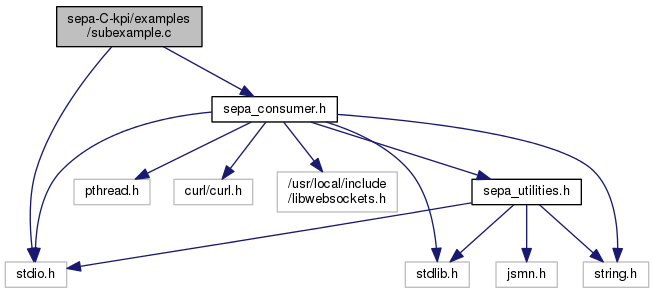 sepa-C-kpi/examples
/subexample.c
sepa_consumer.h
pthread.h
curl/curl.h
/usr/local/include
/libwebsockets.h
sepa_utilities.h
stdio.h
stdlib.h
jsmn.h
string.h